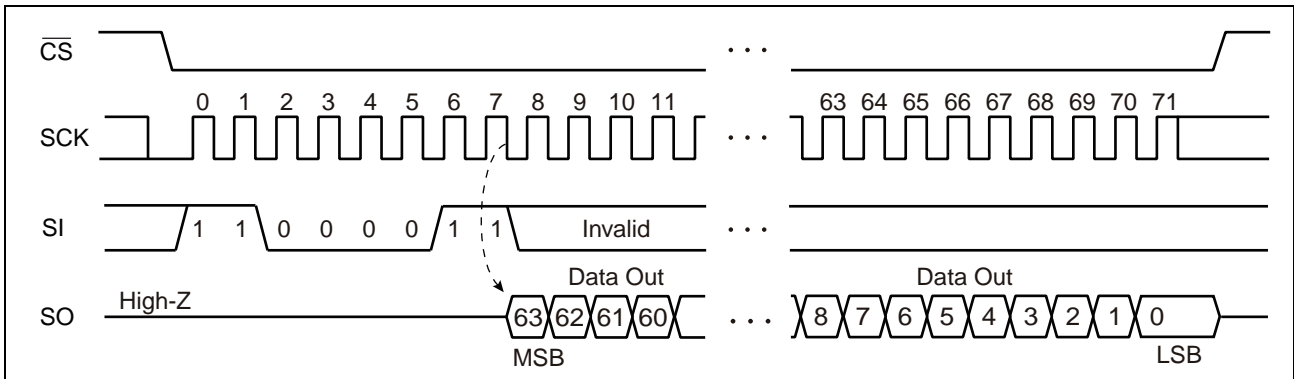 CS
0 1 2 3 4 5 6 7 8 9 10 11 63 64 65 66 67 68 69 70 71
SCK
SI 1 1 0 0 0 0 1 1 Invalid
Data Out Data Out
High-Z
SO 63 62 61 60 8 7 6 5 4 3 2 1 0
MSB LSB